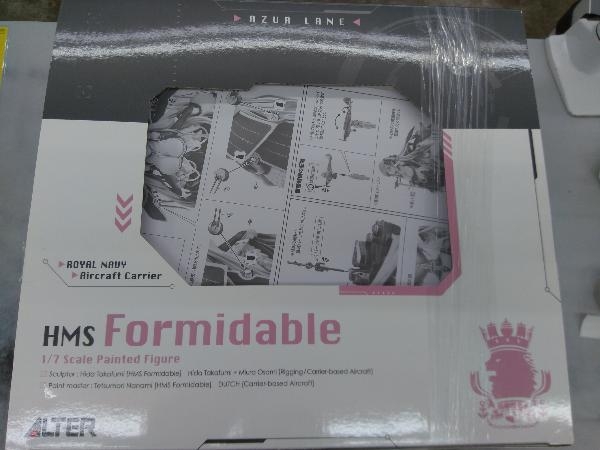 AZUR LANE
ROYAL NAVY
Aircraft Carrier
HMS Formidable
1/7 Scale Painted Figure
Sculptor : Hida Takafumi [HMS Formidable] Hida Takafumi × Miura Osami [Rigging/Carrier-based Aircraft]
Paint master : Tetsumori Nanami [HMS Formidable] DUTCH [Carrier-based Aircraft]
ALTER